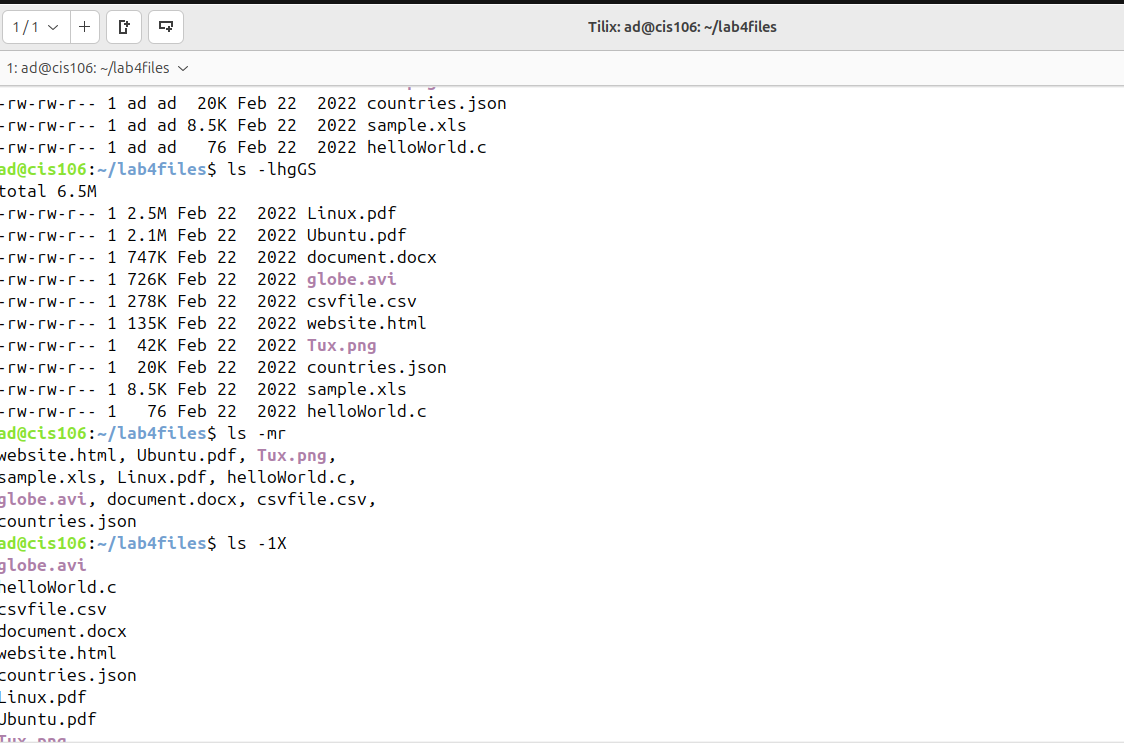 1 / 1
Tilix: ad@cis106: ~/lab4files
1: ad@cis106: ~/lab4files
-rw-rw-r-- 1 ad ad  20K Feb 22  2022 countries.json
-rw-rw-r-- 1 ad ad 8.5K Feb 22  2022 sample.xls
-rw-rw-r-- 1 ad ad   76 Feb 22  2022 helloWorld.c
ad@cis106:~/lab4files$ ls -lhgGS
total 6.5M
-rw-rw-r-- 1 2.5M Feb 22  2022 Linux.pdf
-rw-rw-r-- 1 2.1M Feb 22  2022 Ubuntu.pdf
-rw-rw-r-- 1 747K Feb 22  2022 document.docx
-rw-rw-r-- 1 726K Feb 22  2022 globe.avi
-rw-rw-r-- 1 278K Feb 22  2022 csvfile.csv
-rw-rw-r-- 1 135K Feb 22  2022 website.html
-rw-rw-r-- 1  42K Feb 22  2022 Tux.png
-rw-rw-r-- 1  20K Feb 22  2022 countries.json
-rw-rw-r-- 1 8.5K Feb 22  2022 sample.xls
-rw-rw-r-- 1   76 Feb 22  2022 helloWorld.c
ad@cis106:~/lab4files$ ls -mr
website.html, Ubuntu.pdf, Tux.png,
sample.xls, Linux.pdf, helloWorld.c,
globe.avi, document.docx, csvfile.csv,
countries.json
ad@cis106:~/lab4files$ ls -1X
globe.avi
helloWorld.c
csvfile.csv
document.docx
website.html
countries.json
Linux.pdf
Ubuntu.pdf
Tux.png